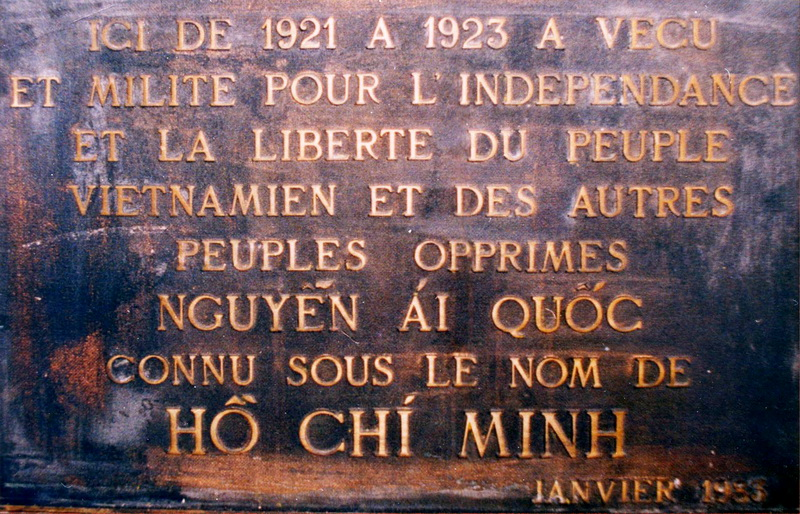 ICI DE 1921 A 1923 A VECU
ET MILITE POUR L'INDEPENDANCE
ET LA LIBERTE DU PEUPLE
VIETNAMIEN ET DES AUTRES
PEUPLES OPPRIMES
NGUYỄN ÁI QUỐC
CONNU SOUS LE NOM DE
HỒ CHÍ MINH
JANVIER